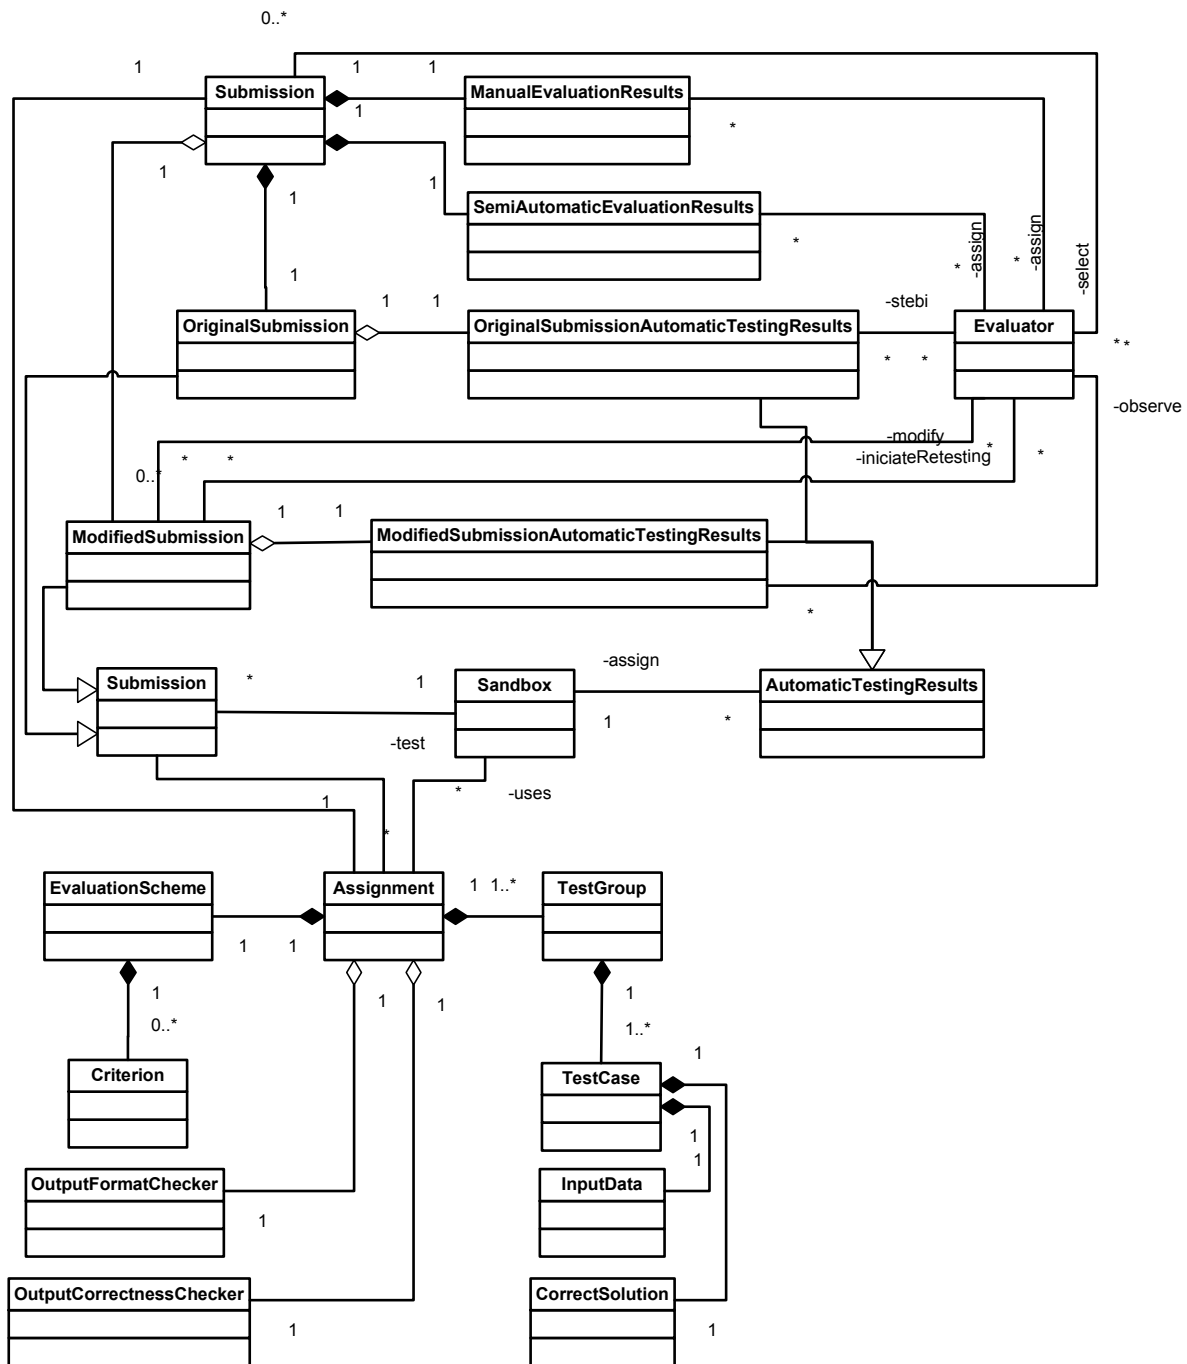 0..*
1
1
1
Submission
ManualEvaluationResults
1
*
1
1
1
SemiAutomaticEvaluationResults
*
-assign
-assign
-select
*
*
1
1
1
-stebi
OriginalSubmission
OriginalSubmissionAutomaticTestingResults
Evaluator
*
*
*
*
-observe
-modify
*
*
*
-iniciateRetesting
*
0..*
1
1
ModifiedSubmission
ModifiedSubmissionAutomaticTestingResults
*
-assign
*
1
Submission
Sandbox
AutomaticTestingResults
1
*
-test
*
-uses
1
*
EvaluationScheme
Assignment
1
1..*
TestGroup
1
1
1
1
1
1
0..*
1..*
1
Criterion
TestCase
1
1
OutputFormatChecker
InputData
1
OutputCorrectnessChecker
CorrectSolution
1
1